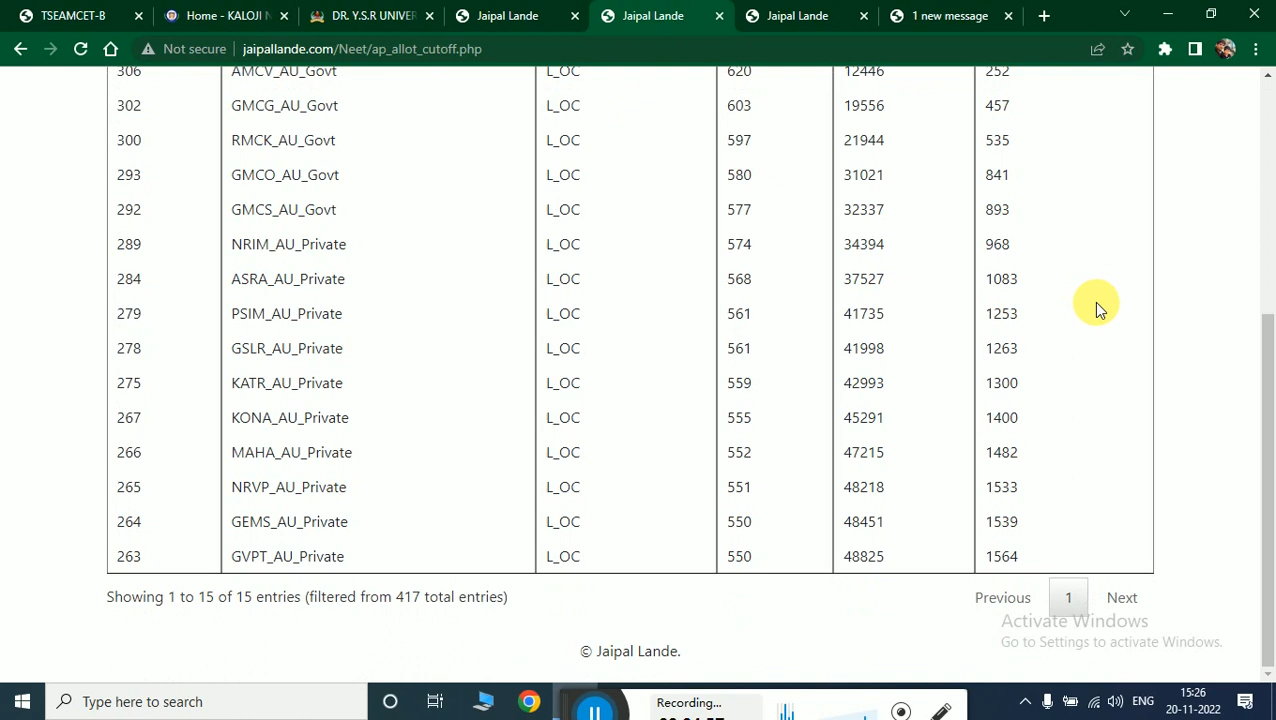 TSEAMCET-B
Home - KALOJI N
DR. Y.S.R UNIVER
Jaipal Lande
Jaipal Lande
Jaipal Lande
1 new message
Not secure jaipallande.com/Neet/ap_allot_cutoff.php
306 AMCV_AU_Govt L_OC 620 12446 252
302 GMCG_AU_Govt L_OC 603 19556 457
300 RMCK_AU_Govt L_OC 597 21944 535
293 GMCO_AU_Govt L_OC 580 31021 841
292 GMCS_AU_Govt L_OC 577 32337 893
289 NRIM_AU_Private L_OC 574 34394 968
284 ASRA_AU_Private L_OC 568 37527 1083
279 PSIM_AU_Private L_OC 561 41735 1253
278 GSLR_AU_Private L_OC 561 41998 1263
275 KATR_AU_Private L_OC 559 42993 1300
267 KONA_AU_Private L_OC 555 45291 1400
266 MAHA_AU_Private L_OC 552 47215 1482
265 NRVP_AU_Private L_OC 551 48218 1533
264 GEMS_AU_Private L_OC 550 48451 1539
263 GVPT_AU_Private L_OC 550 48825 1564
Showing 1 to 15 of 15 entries (filtered from 417 total entries)
Previous 1 Next
Activate Windows
Go to Settings to activate Windows.
© Jaipal Lande.
Type here to search
Recording...
ENG
15:26
20-11-2022